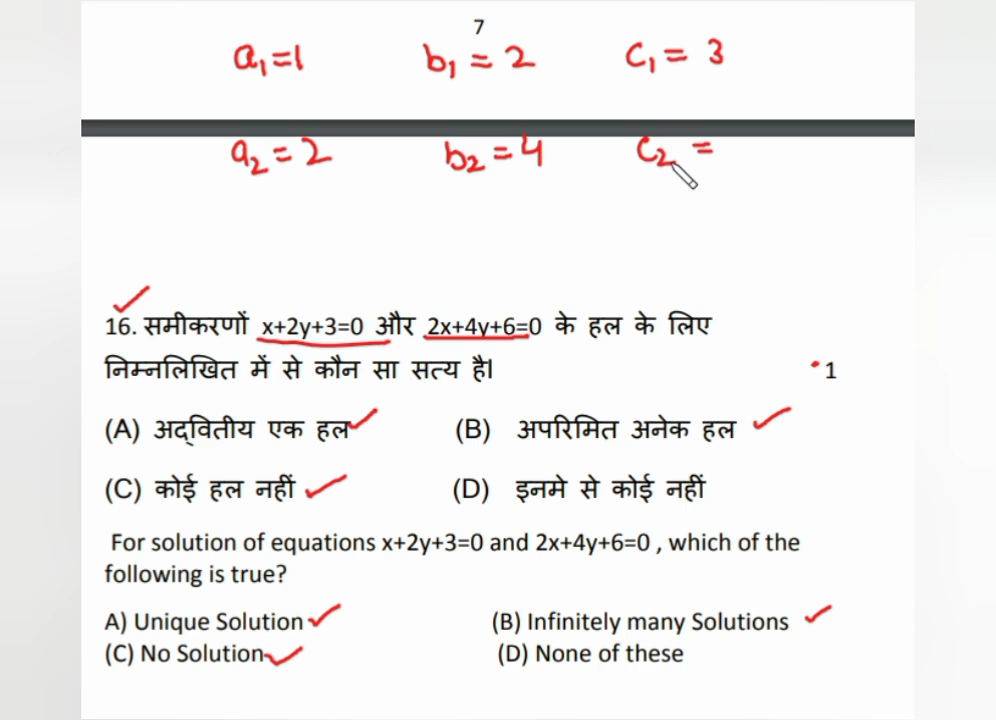 7
a₁=1 b₁ = 2 c₁ = 3
a₂ = 2 b₂ = 4 c₂ =
16. समीकरणों x+2y+3=0 और 2x+4y+6=0 के हल के लिए
निम्नलिखित में से कौन सा सत्य है। 1
(A) अद्वितीय एक हल (B) अपरिमित अनेक हल
(C) कोई हल नहीं (D) इनमे से कोई नहीं
For solution of equations x+2y+3=0 and 2x+4y+6=0 , which of the
following is true?
A) Unique Solution (B) Infinitely many Solutions
(C) No Solution (D) None of these